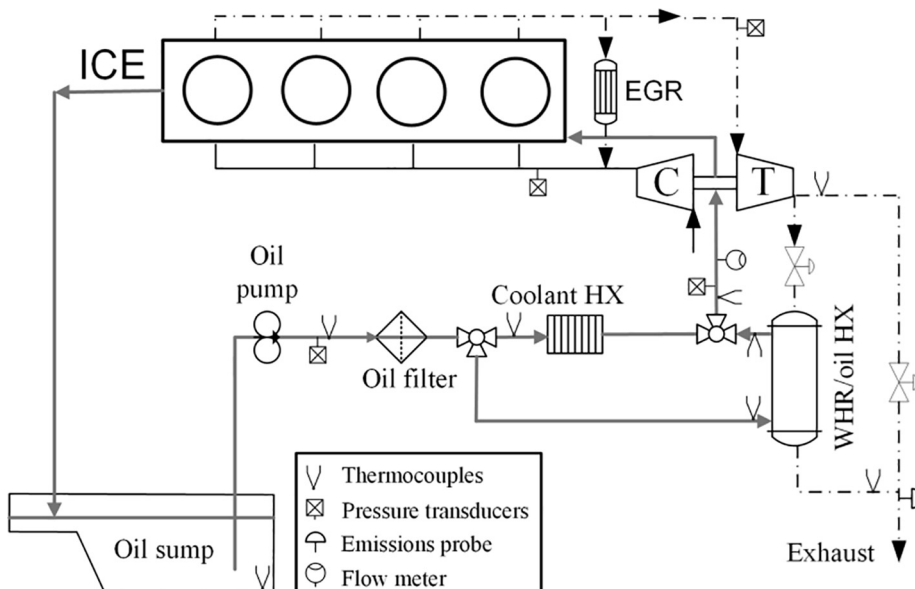 ICE
EGR
C
T
Oil
pump
Coolant HX
Oil filter
WHR/oil HX
Thermocouples
Pressure transducers
Emissions probe
Flow meter
Oil sump
Exhaust